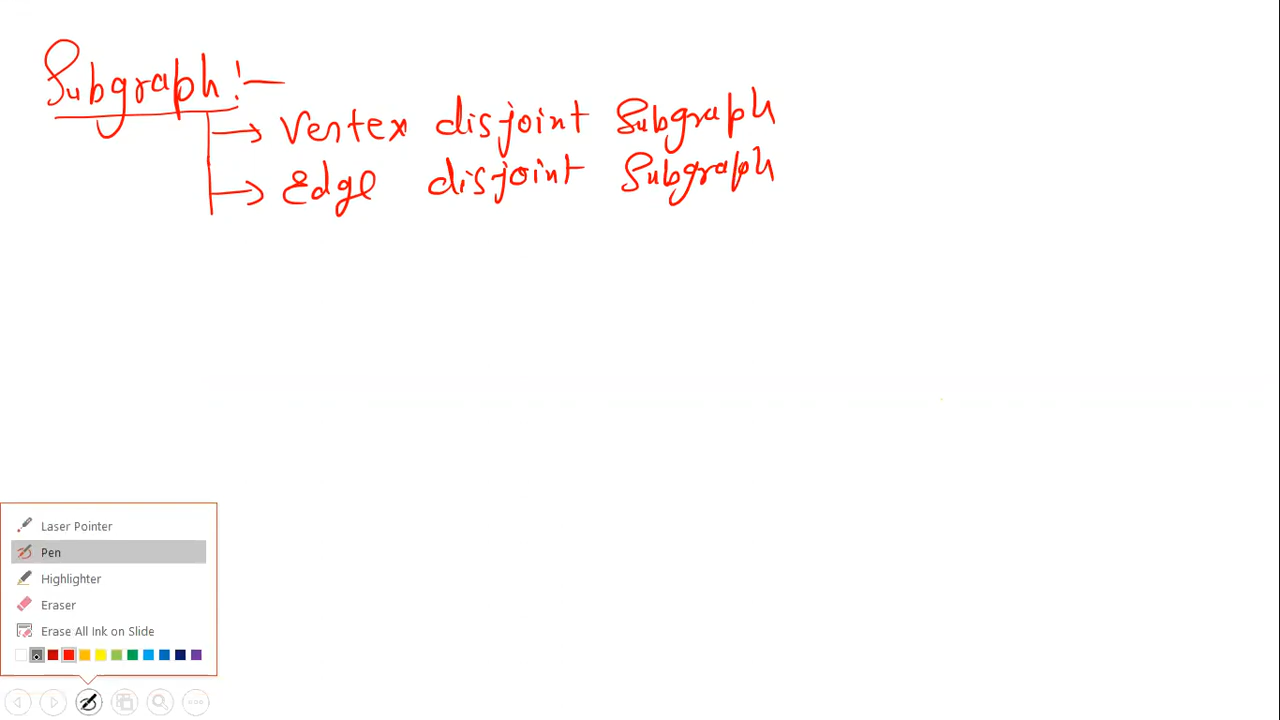 Subgraph:-
→ Vertex disjoint Subgraph
→ Edge disjoint Subgraph
Laser Pointer
Pen
Highlighter
Eraser
Erase All Ink on Slide